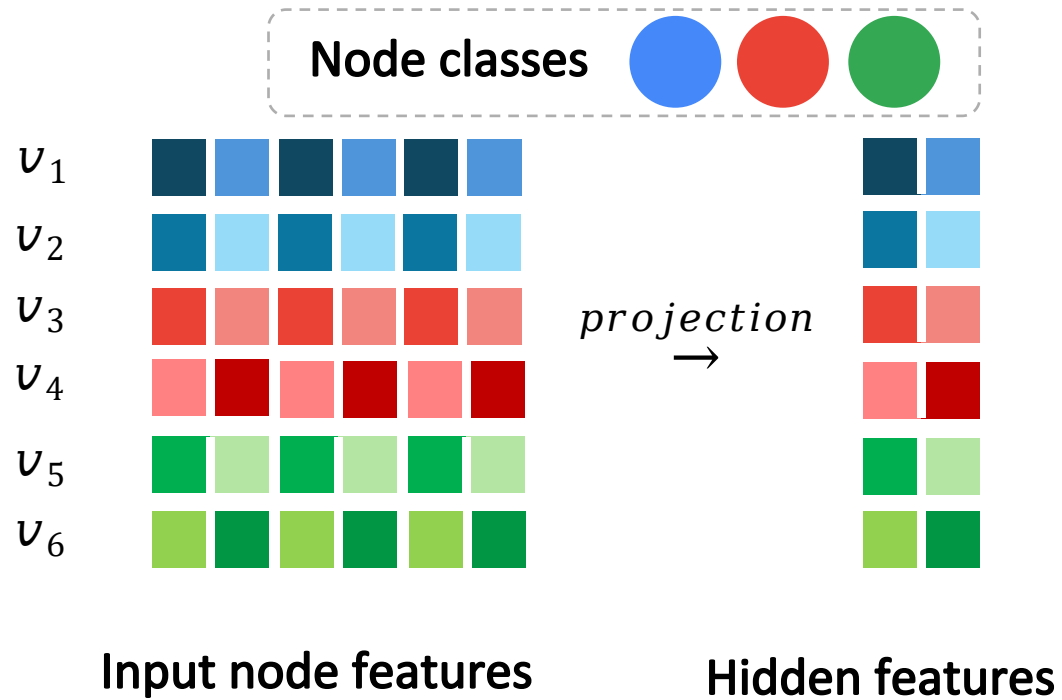 Node classes
v₁
v₂
v₃
projection
→
v₄
v₅
v₆
Input node features
Hidden features